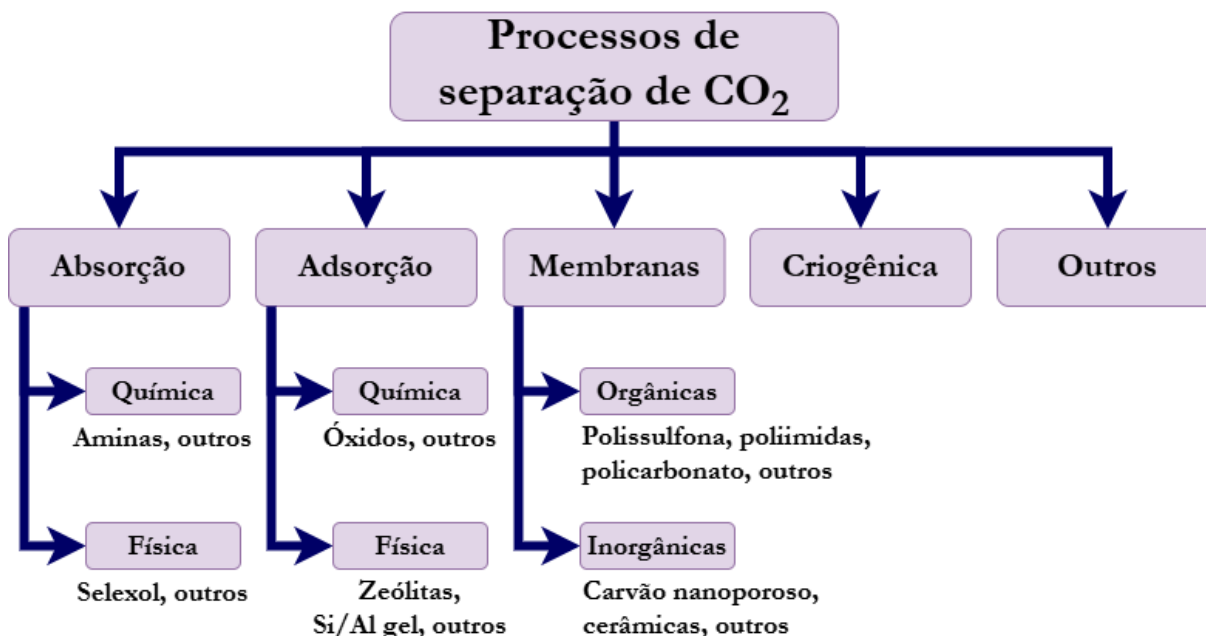 Processos de
separação de CO₂
Absorção
Adsorção
Membranas
Criogênica
Outros
Química
Aminas, outros
Física
Selexol, outros
Química
Óxidos, outros
Física
Zeólitas,
Si/Al gel, outros
Orgânicas
Polissulfona, poliimidas,
policarbonato, outros
Inorgânicas
Carvão nanoporoso,
cerâmicas, outros